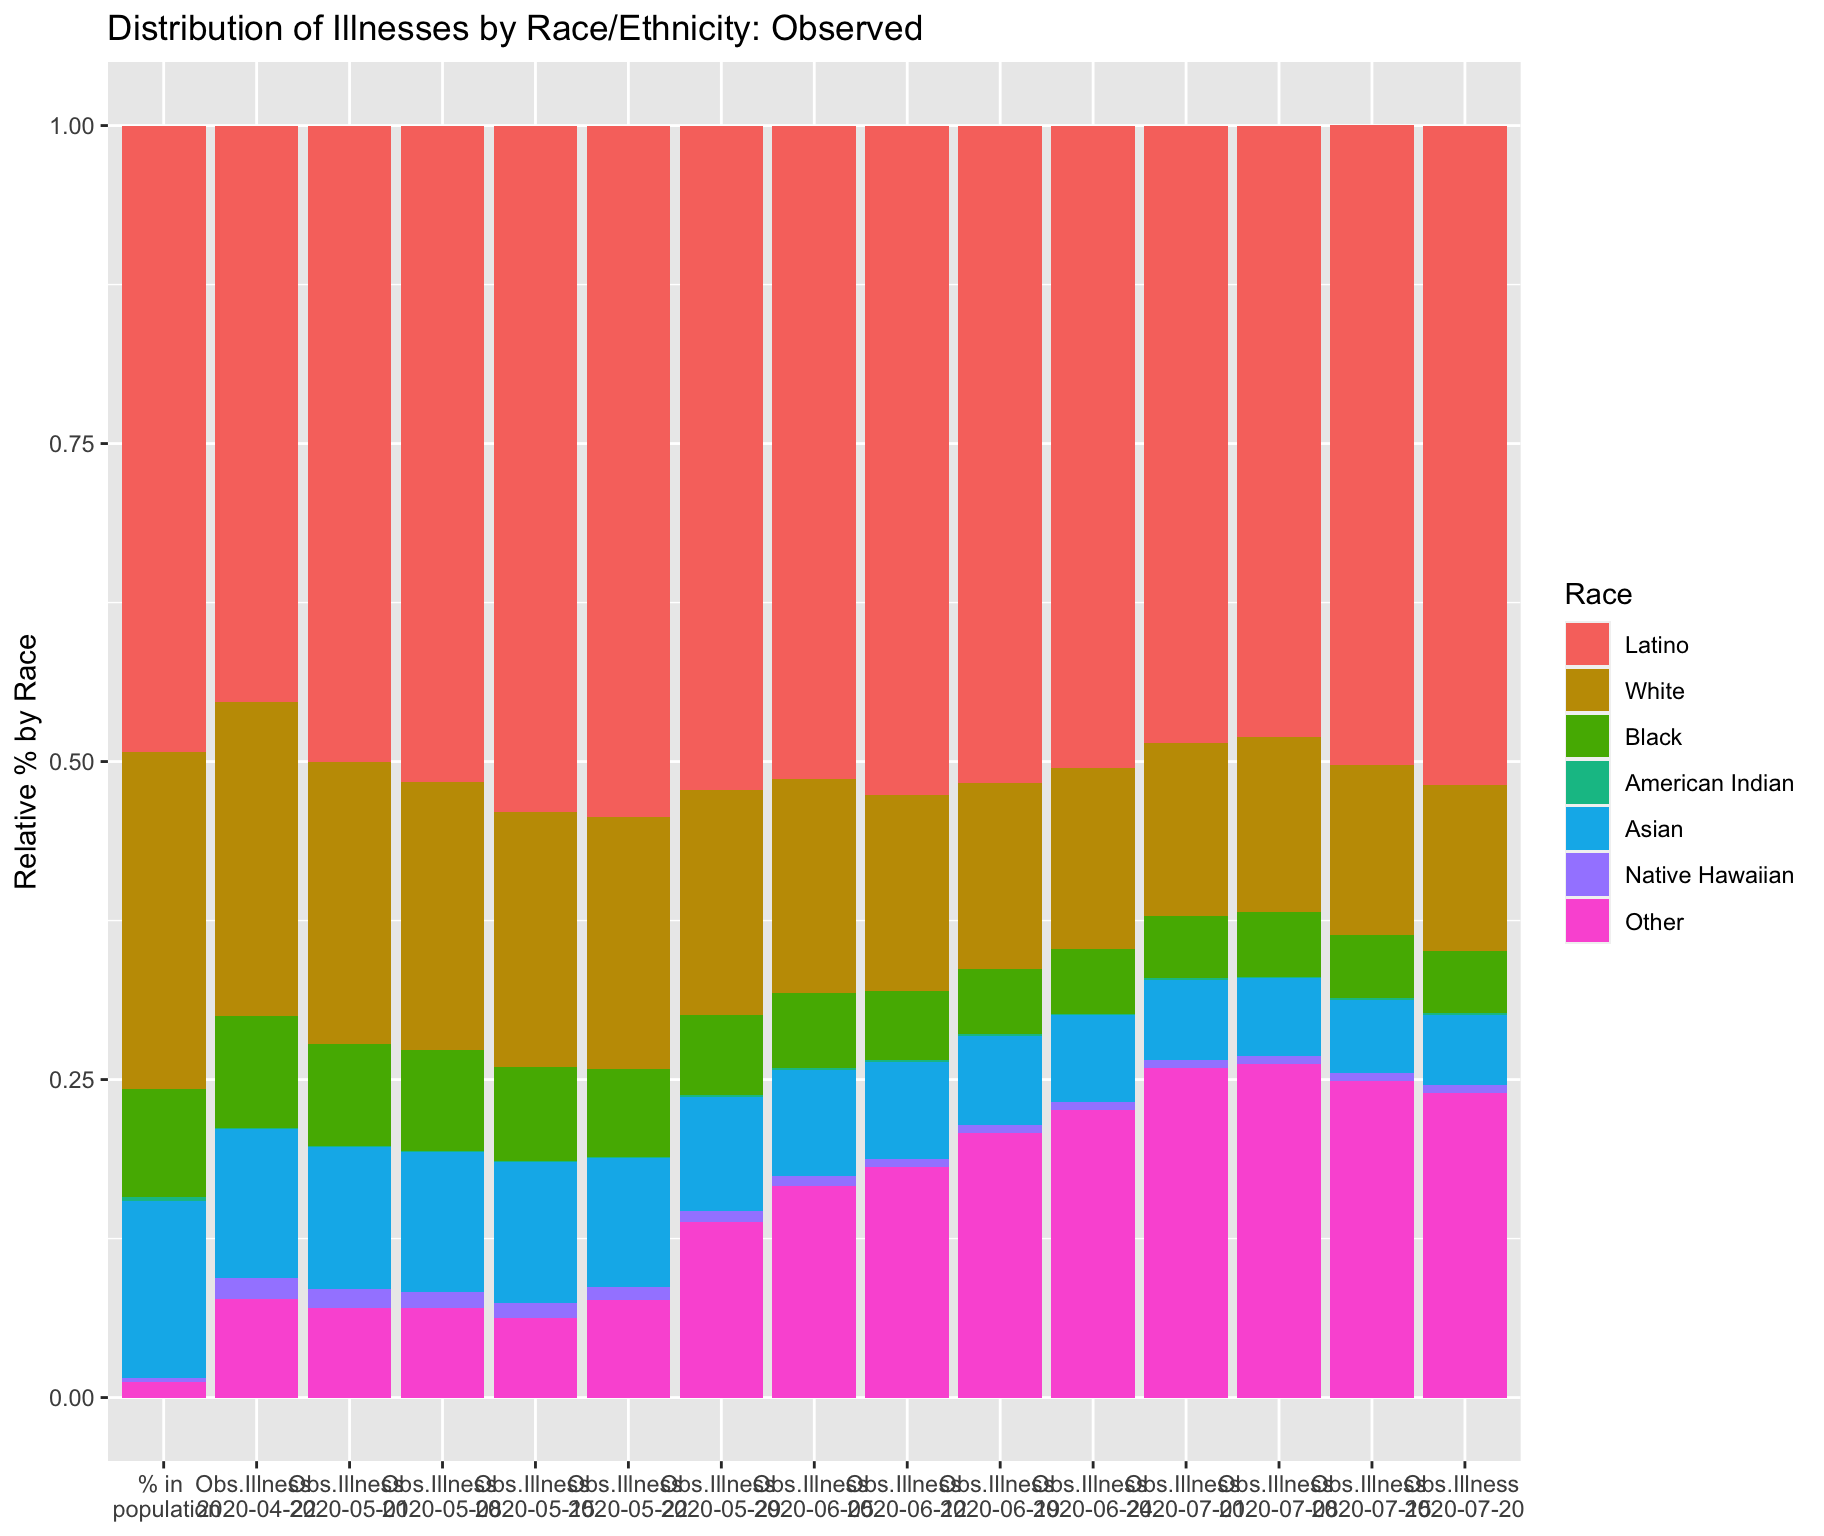 Distribution of Illnesses by Race/Ethnicity: Observed
Relative % by Race
1.00
0.75
0.50
0.25
0.00
Race
Latino
White
Black
American Indian
Asian
Native Hawaiian
Other
% in
population
Obs.Illness
2020-04-22
Obs.Illness
2020-05-01
Obs.Illness
2020-05-08
Obs.Illness
2020-05-15
Obs.Illness
2020-05-22
Obs.Illness
2020-05-29
Obs.Illness
2020-06-05
Obs.Illness
2020-06-12
Obs.Illness
2020-06-19
Obs.Illness
2020-06-24
Obs.Illness
2020-07-01
Obs.Illness
2020-07-08
Obs.Illness
2020-07-15
Obs.Illness
2020-07-20